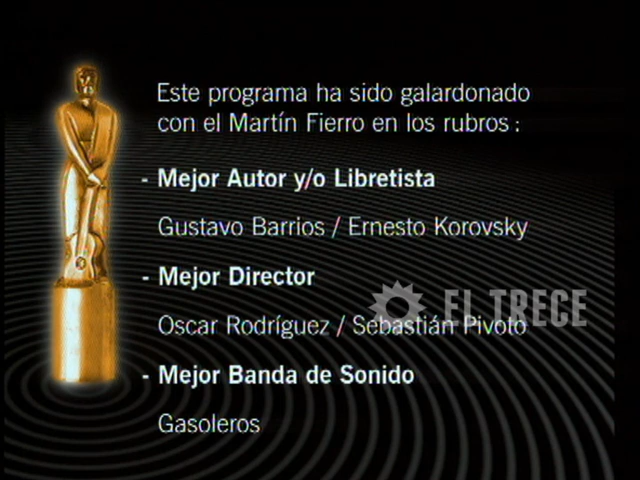 Este programa ha sido galardonado
con el Martín Fierro en los rubros :
- Mejor Autor y/o Libretista
Gustavo Barrios / Ernesto Korovsky
- Mejor Director
EL TRECE
Oscar Rodríguez / Sebastián Pivoto
- Mejor Banda de Sonido
Gasoleros